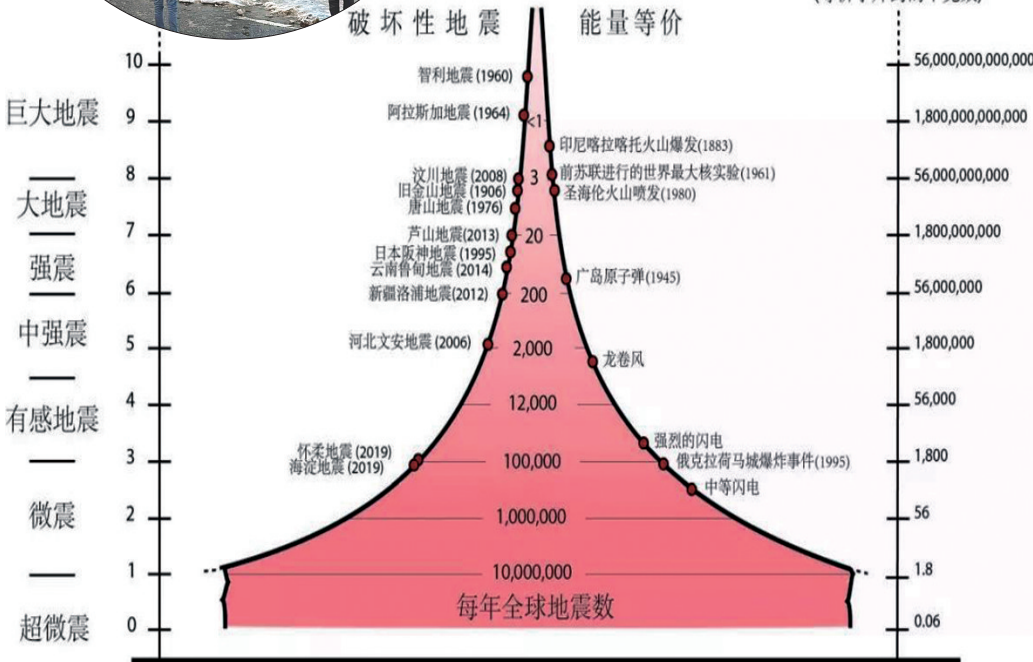 破坏性地震 能量等价
10 56,000,000,000,000
智利地震 (1960)
巨大地震 阿拉斯加地震 (1964)
9 <1 1,800,000,000,000
印尼喀拉喀托火山爆发(1883)
8 汶川地震 (2008) 3 前苏联进行的世界最大核实验(1961) 56,000,000,000
旧金山地震 (1906) 圣海伦火山喷发(1980)
大地震 唐山地震 (1976)
7 芦山地震(2013) 20 1,800,000,000
日本阪神地震 (1995)
强震 云南鲁甸地震 (2014) 广岛原子弹(1945)
6 新疆洛浦地震(2012) 200 56,000,000
中强震
5 河北文安地震 (2006) 2,000 1,800,000
龙卷风
4 12,000 56,000
有感地震
强烈的闪电
怀柔地震 (2019)
3 海淀地震 (2019) 100,000 俄克拉荷马城爆炸事件(1995) 1,800
中等闪电
微震
2 1,000,000 56
1 10,000,000 1.8
每年全球地震数
超微震 0 0.06